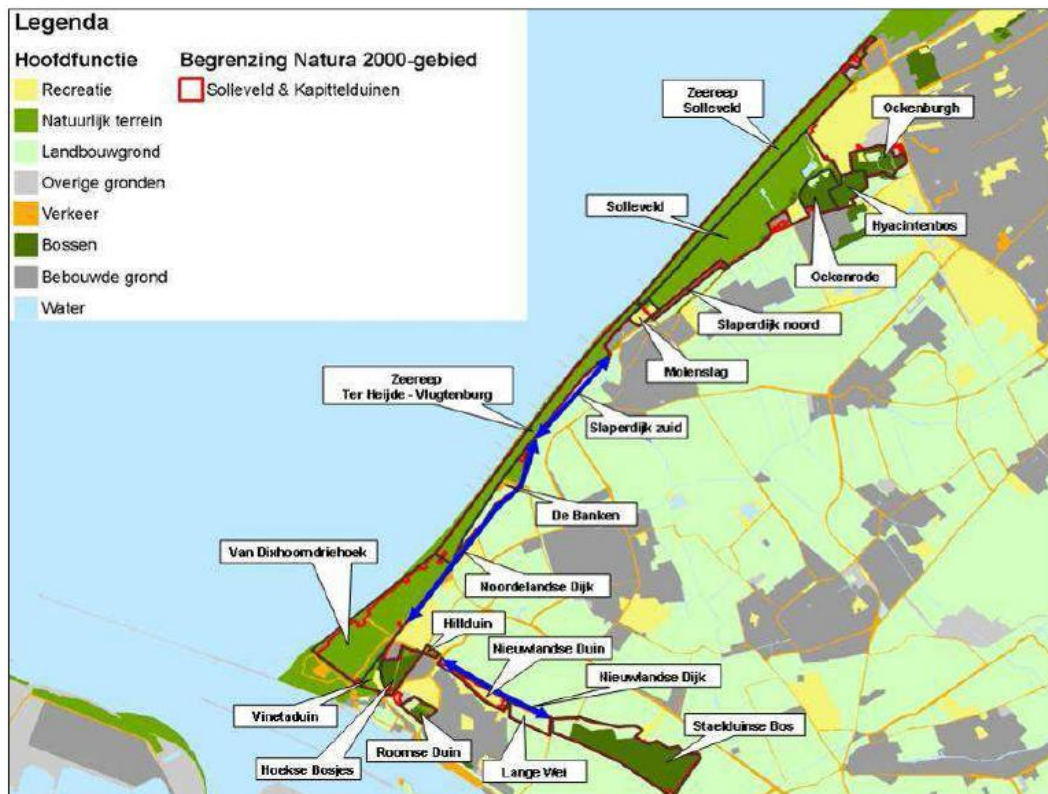 Legenda
Hoofdfunctie
Recreatie
Natuurlijk terrein
Landbouwgrond
Overige gronden
Verkeer
Bossen
Bebouwde grond
Water
Begrenzing Natura 2000-gebied
Solleveld & Kapittelduinen
Zeereep
Solleveld
Ockenburgh
Solleveld
Hyacintenbos
Ockenrode
Slaperdijk noord
Molenslag
Zeereep
Ter Heijde - Vlugtenburg
Slaperdijk zuid
De Banken
Van Dixhoorndriehoek
Noordelandse Dijk
Hillduin
Nieuwlandse Duin
Nieuwlandse Dijk
Vinetaduin
Staelduinse Bos
Roomse Duin
Hoekse Bosjes
Lange Wei